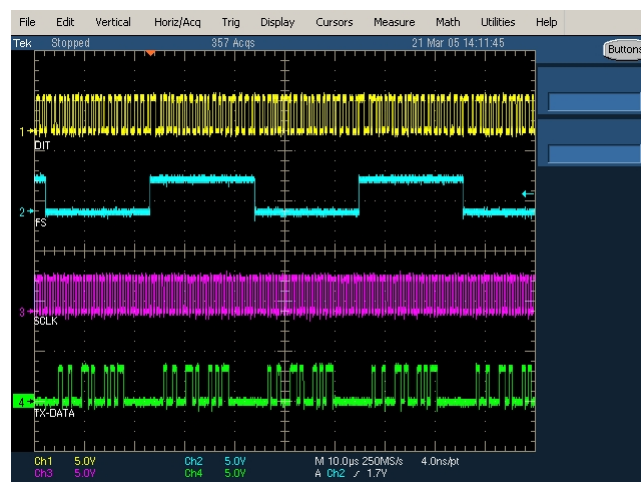 File Edit Vertical Horiz/Acq Trig Display Cursors Measure Math Utilities Help
Tek Stopped 357 Acqs 21 Mar 05 14:11:45
Buttons
1
DIT
2
FS
3
SCLK
4
TX-DATA
Ch1 5.0V Ch2 5.0V M 10.0µs 250MS/s 4.0ns/pt
Ch3 5.0V Ch4 5.0V A Ch2 ∕ 1.7V